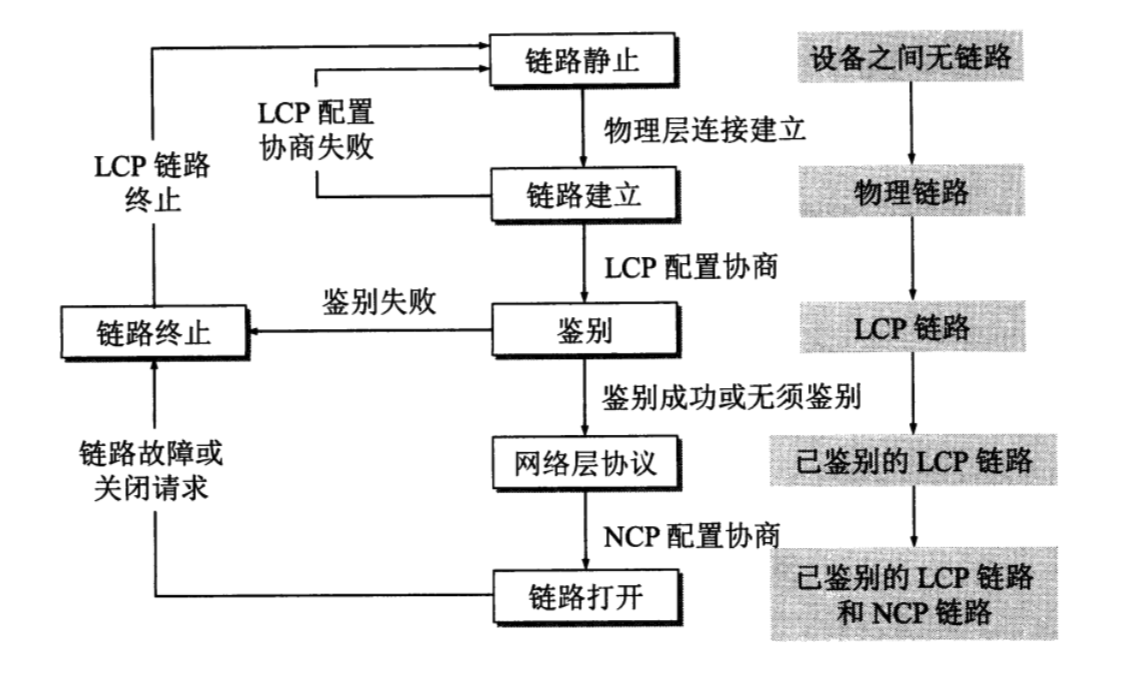 链路静止
设备之间无链路
LCP 配置
协商失败
物理层连接建立
LCP 链路
终止
链路建立
物理链路
LCP 配置协商
鉴别失败
链路终止
鉴别
LCP 链路
鉴别成功或无须鉴别
链路故障或
关闭请求
网络层协议
已鉴别的 LCP 链路
NCP 配置协商
链路打开
已鉴别的 LCP 链路
和 NCP 链路